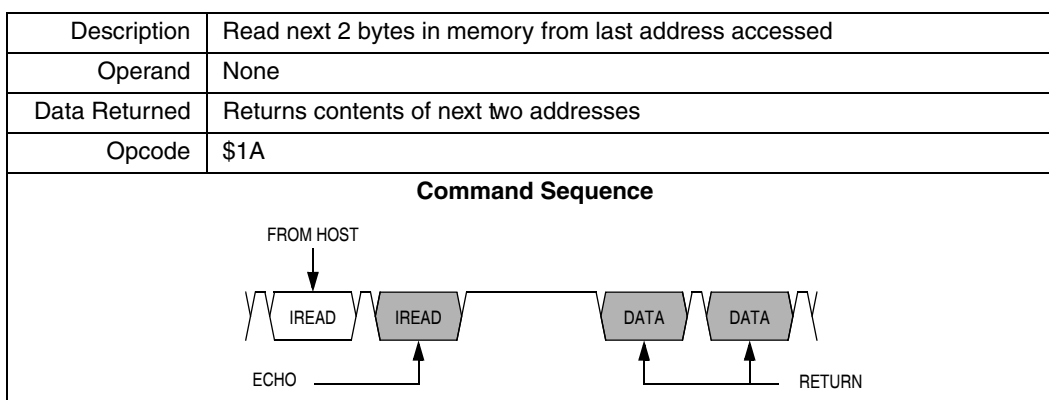 Description Read next 2 bytes in memory from last address accessed
Operand None
Data Returned Returns contents of next two addresses
Opcode $1A
Command Sequence
FROM HOST
IREAD IREAD DATA DATA
ECHO RETURN